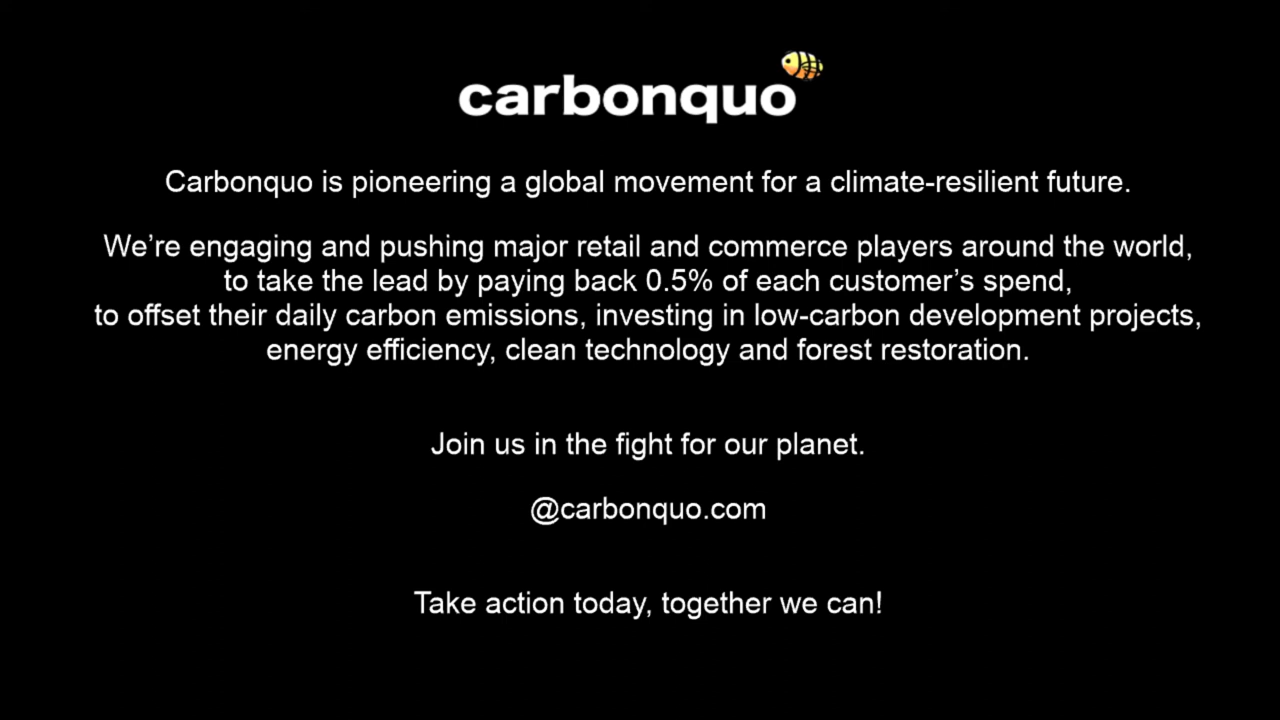 carbonquo
Carbonquo is pioneering a global movement for a climate-resilient future.
We’re engaging and pushing major retail and commerce players around the world,
to take the lead by paying back 0.5% of each customer’s spend,
to offset their daily carbon emissions, investing in low-carbon development projects,
energy efficiency, clean technology and forest restoration.
Join us in the fight for our planet.
@carbonquo.com
Take action today, together we can!